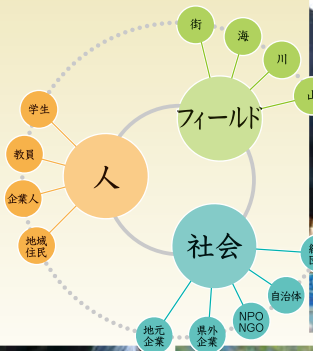 街
海
川
山
フィールド
学生
教員
企業人
地域
住民
人
社会
自治体
NPO
NGO
県外
企業
地元
企業